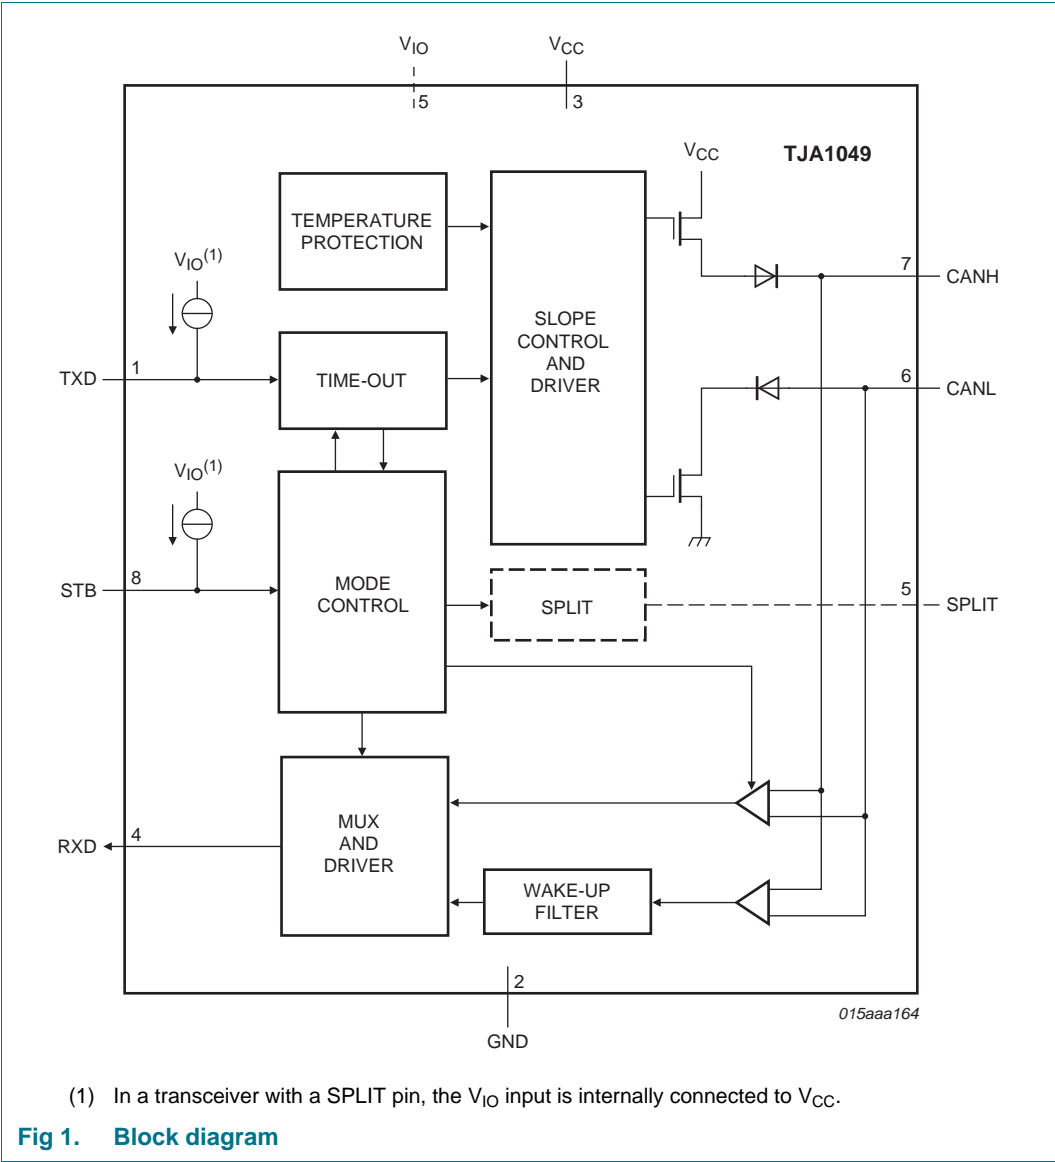 VIO
VCC
5
3
VCC
TJA1049
TEMPERATURE
PROTECTION
VIO(1)
7
CANH
SLOPE
CONTROL
AND
DRIVER
TXD
1
TIME-OUT
6
CANL
VIO(1)
STB
8
MODE
CONTROL
SPLIT
5
SPLIT
RXD
4
MUX
AND
DRIVER
WAKE-UP
FILTER
2
GND
015aaa164
(1) In a transceiver with a SPLIT pin, the VIO input is internally connected to VCC.
Fig 1. Block diagram